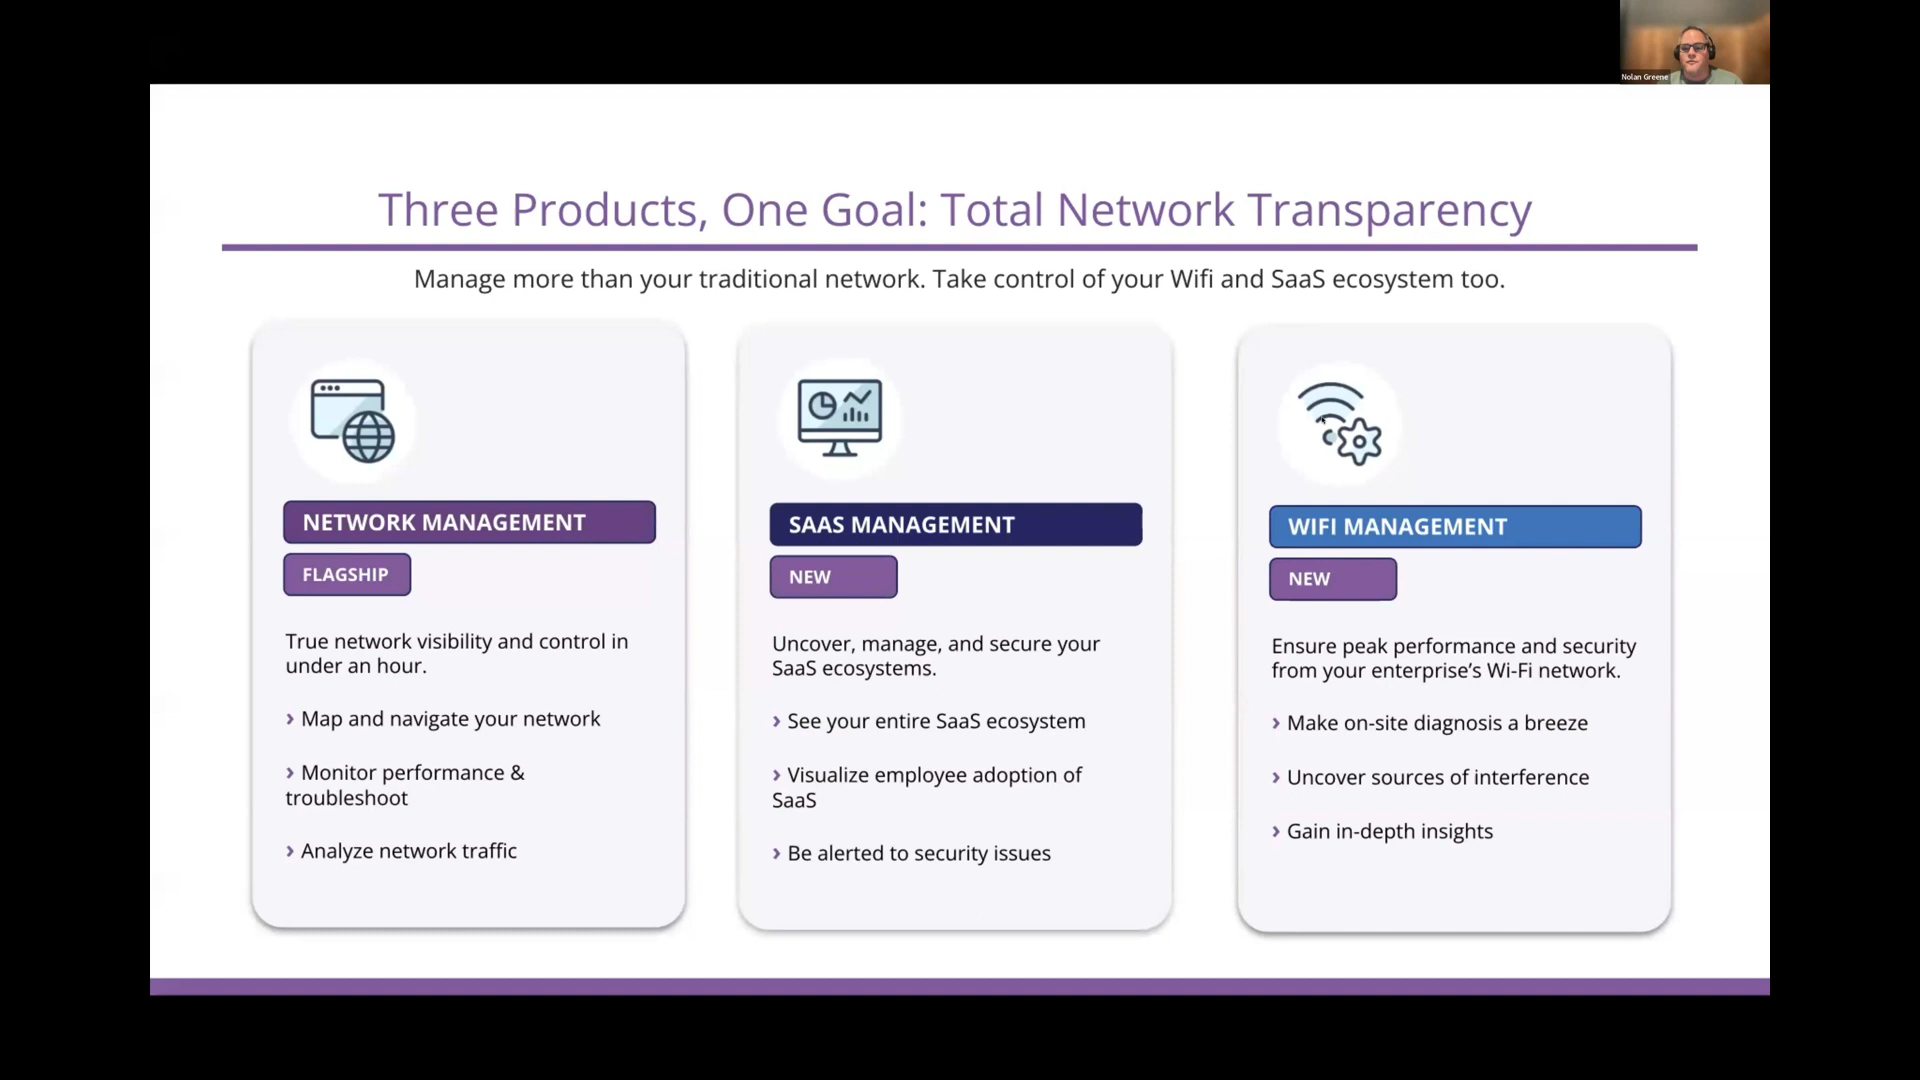 Nolan Greene
Three Products, One Goal: Total Network Transparency
Manage more than your traditional network. Take control of your Wifi and SaaS ecosystem too.
NETWORK MANAGEMENT
FLAGSHIP
True network visibility and control in
under an hour.
› Map and navigate your network
› Monitor performance &
troubleshoot
› Analyze network traffic
SAAS MANAGEMENT
NEW
Uncover, manage, and secure your
SaaS ecosystems.
› See your entire SaaS ecosystem
› Visualize employee adoption of
SaaS
› Be alerted to security issues
WIFI MANAGEMENT
NEW
Ensure peak performance and security
from your enterprise’s Wi-Fi network.
› Make on-site diagnosis a breeze
› Uncover sources of interference
› Gain in-depth insights